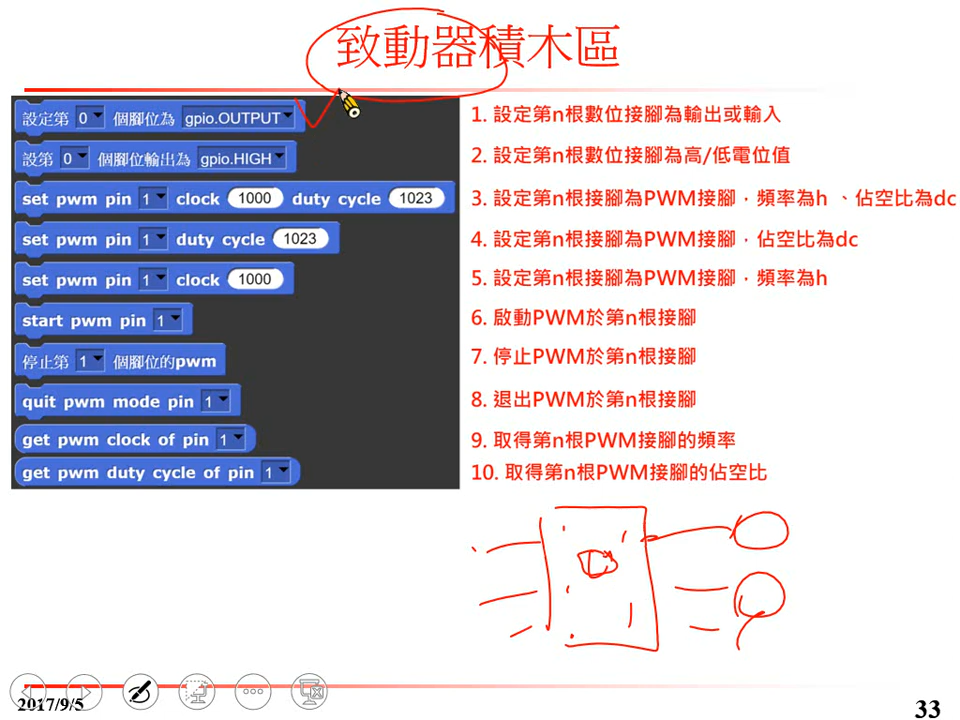 致動器積木區
設定第 0 個腳位為 gpio.OUTPUT
設第 0 個腳位輸出為 gpio.HIGH
set pwm pin 1 clock 1000 duty cycle 1023
set pwm pin 1 duty cycle 1023
set pwm pin 1 clock 1000
start pwm pin 1
停止第 1 個腳位的pwm
quit pwm mode pin 1
get pwm clock of pin 1
get pwm duty cycle of pin 1
1. 設定第n根數位接腳為輸出或輸入
2. 設定第n根數位接腳為高/低電位值
3. 設定第n根接腳為PWM接腳，頻率為h 、佔空比為dc
4. 設定第n根接腳為PWM接腳，佔空比為dc
5. 設定第n根接腳為PWM接腳，頻率為h
6. 啟動PWM於第n根接腳
7. 停止PWM於第n根接腳
8. 退出PWM於第n根接腳
9. 取得第n根PWM接腳的頻率
10. 取得第n根PWM接腳的佔空比
2017/9/5
33